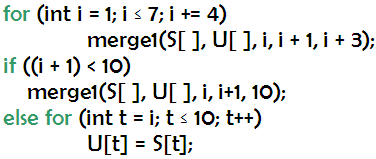 for (int i = 1; i ≤ 7; i += 4)
merge1(S[ ], U[ ], i, i + 1, i + 3);
if ((i + 1) < 10)
merge1(S[ ], U[ ], i, i+1, 10);
else for (int t = i; t ≤ 10; t++)
U[t] = S[t];